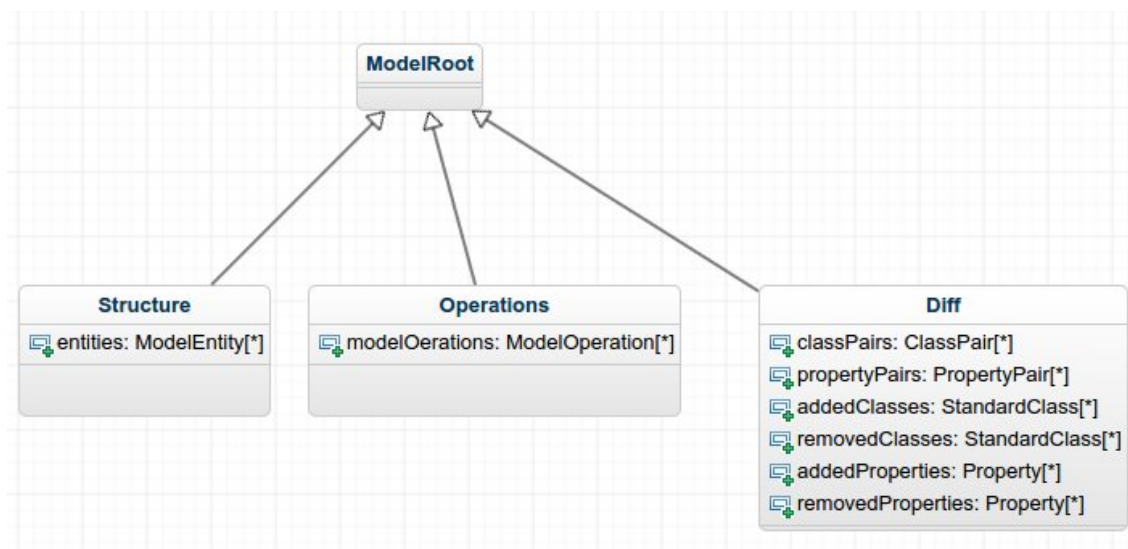 ModelRoot
Structure
entities: ModelEntity[*]
Operations
modelOerations: ModelOperation[*]
Diff
classPairs: ClassPair[*]
propertyPairs: PropertyPair[*]
addedClasses: StandardClass[*]
removedClasses: StandardClass[*]
addedProperties: Property[*]
removedProperties: Property[*]